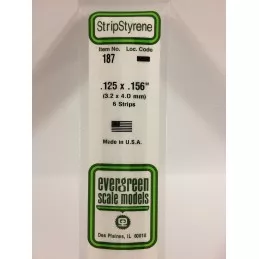 StripStyrene
Item No. Loc. Code
187
.125 x .156"
(3.2 x 4.0 mm)
6 Strips
Made in U.S.A.
evergreen
scale models
Des Plaines, IL 60016